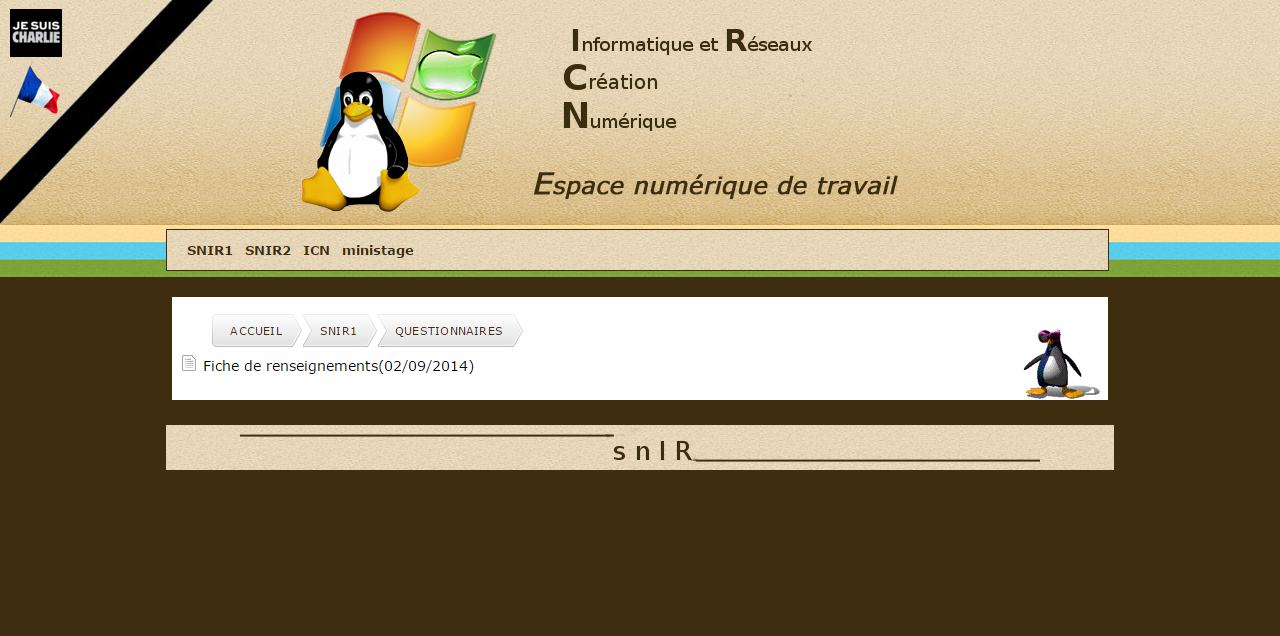 JE SUIS
CHARLIE
Informatique et Réseaux
Création
Numérique
Espace numérique de travail
SNIR1 SNIR2 ICN ministage
ACCUEIL SNIR1 QUESTIONNAIRES
Fiche de renseignements(02/09/2014)
s n I R